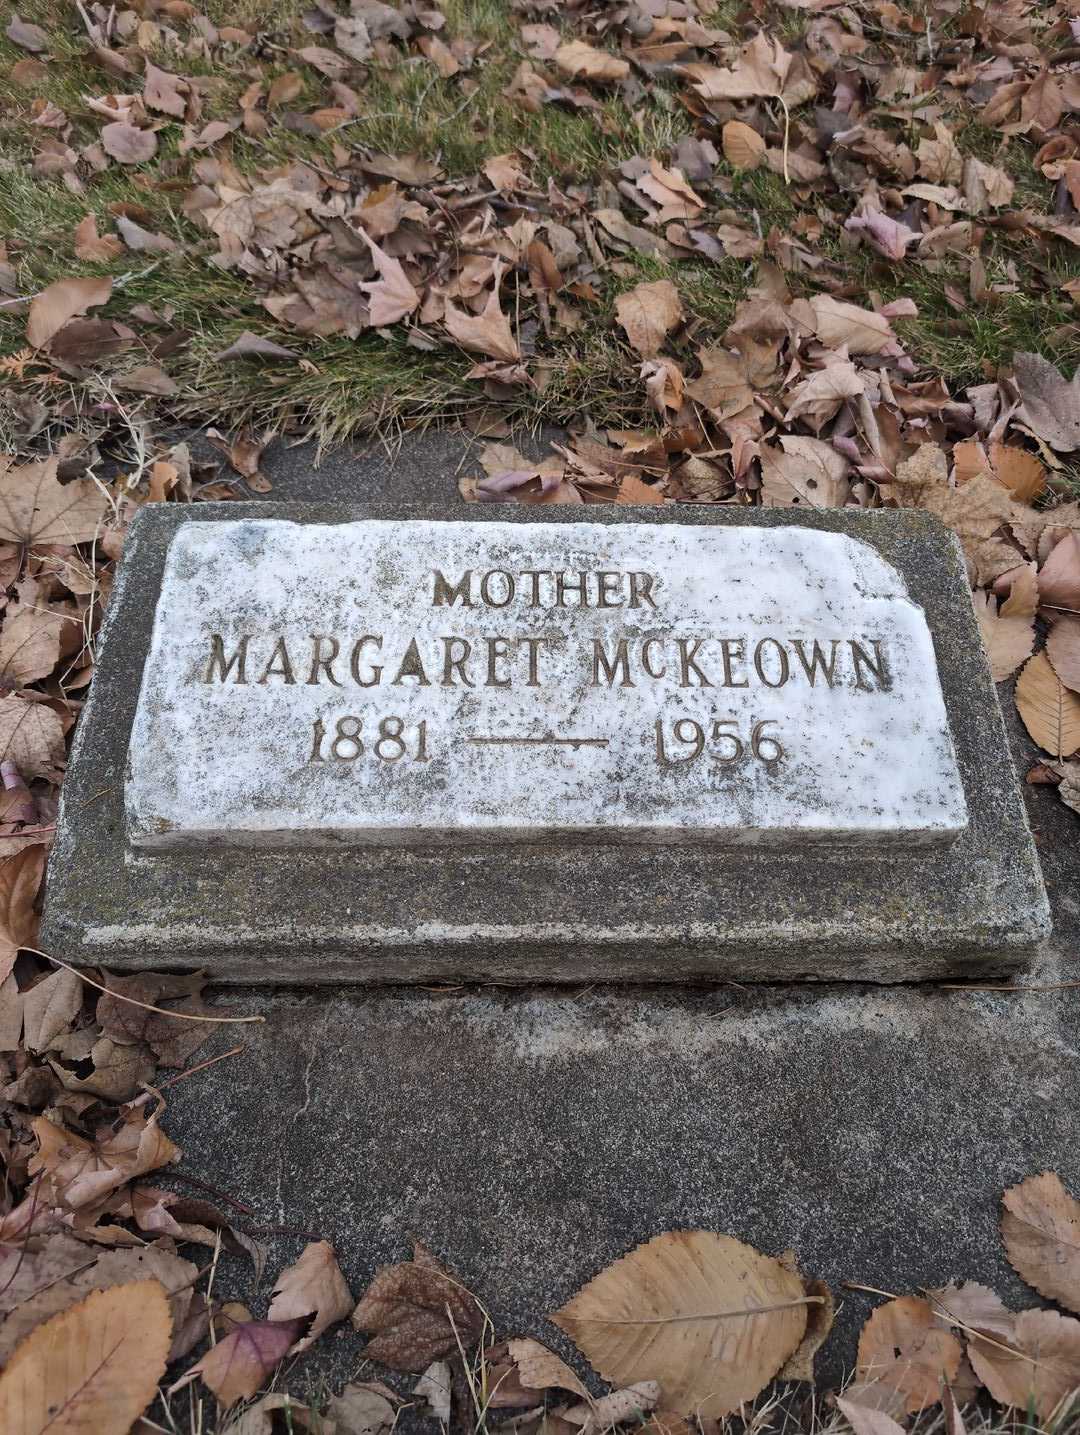 MOTHER
MARGARET McKEOWN
1881 — 1956